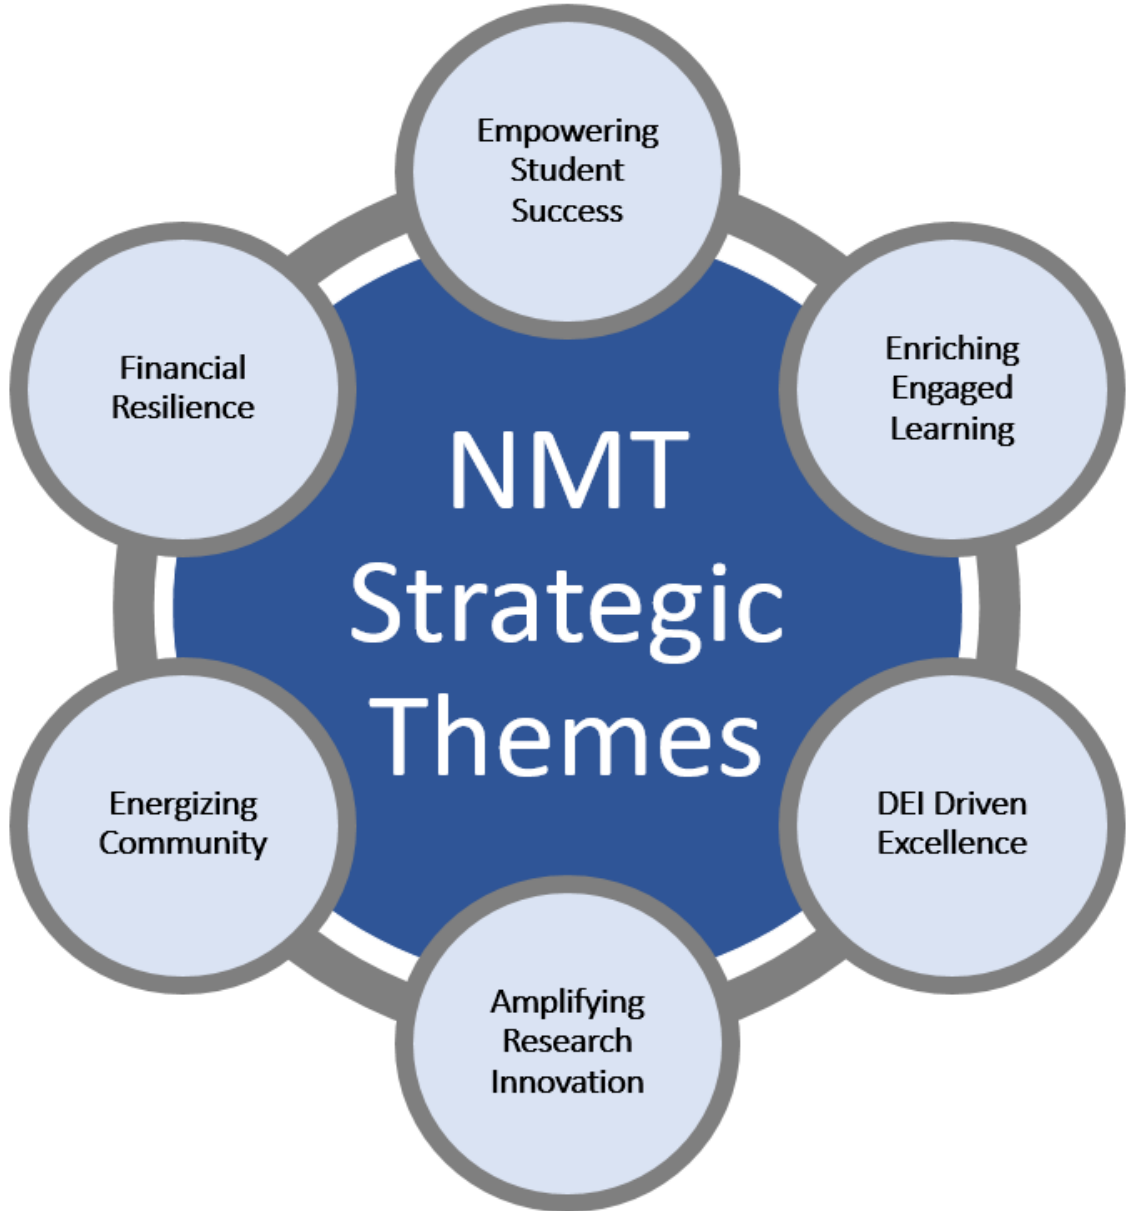 Empowering
Student
Success
Enriching
Engaged
Learning
DEI Driven
Excellence
Amplifying
Research
Innovation
Energizing
Community
Financial
Resilience
NMT
Strategic
Themes